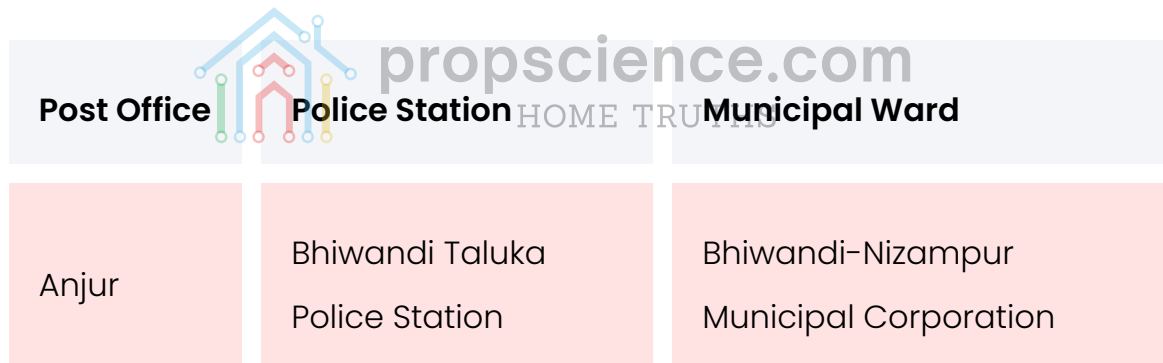 propscience.com
HOME TRUTHS
Post Office Police Station Municipal Ward
Anjur
Bhiwandi Taluka
Police Station
Bhiwandi-Nizampur
Municipal Corporation